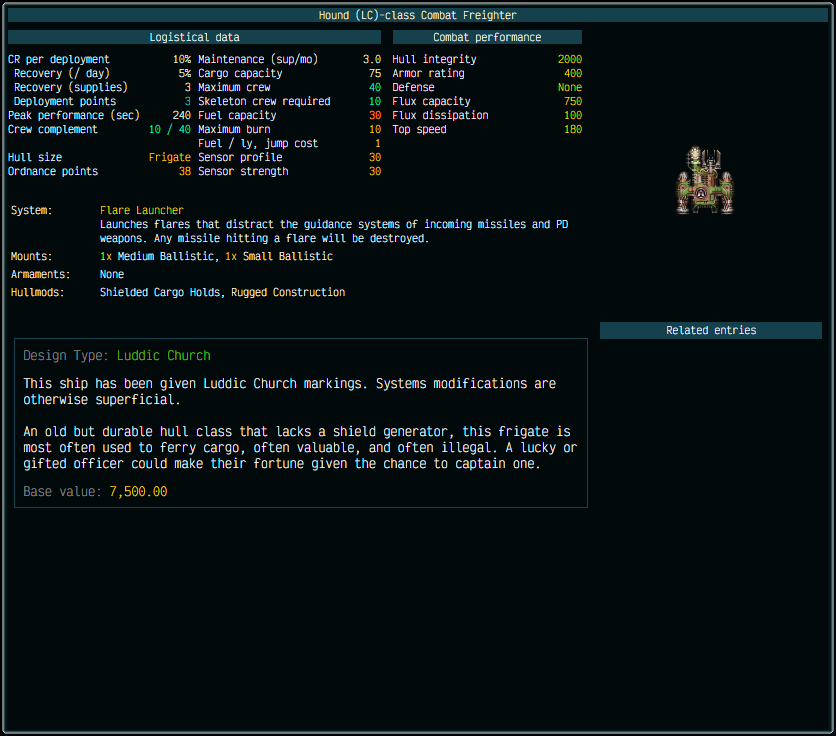 Hound (LC)-class Combat Freighter
Logistical data
CR per deployment 10% Maintenance (sup/mo) 3.0
Recovery (/ day) 5% Cargo capacity 75
Recovery (supplies) 3 Maximum crew 40
Deployment points 3 Skeleton crew required 10
Peak performance (sec) 240 Fuel capacity 30
Crew complement 10 / 40 Maximum burn 10
Fuel / ly, jump cost 1
Hull size Frigate Sensor profile 30
Ordnance points 38 Sensor strength 30
Combat performance
Hull integrity 2000
Armor rating 400
Defense None
Flux capacity 750
Flux dissipation 100
Top speed 180
System: Flare Launcher
Launches flares that distract the guidance systems of incoming missiles and PD
weapons. Any missile hitting a flare will be destroyed.
Mounts: 1x Medium Ballistic, 1x Small Ballistic
Armaments: None
Hullmods: Shielded Cargo Holds, Rugged Construction
Related entries
Design Type: Luddic Church
This ship has been given Luddic Church markings. Systems modifications are
otherwise superficial.
An old but durable hull class that lacks a shield generator, this frigate is
most often used to ferry cargo, often valuable, and often illegal. A lucky or
gifted officer could make their fortune given the chance to captain one.
Base value: 7,500.00